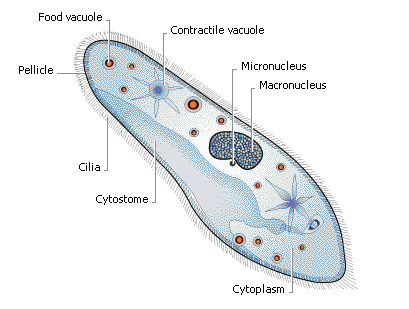 Food vacuole
Contractile vacuole
Micronucleus
Pellicle
Macronucleus
Cilia
Cytostome
Cytoplasm